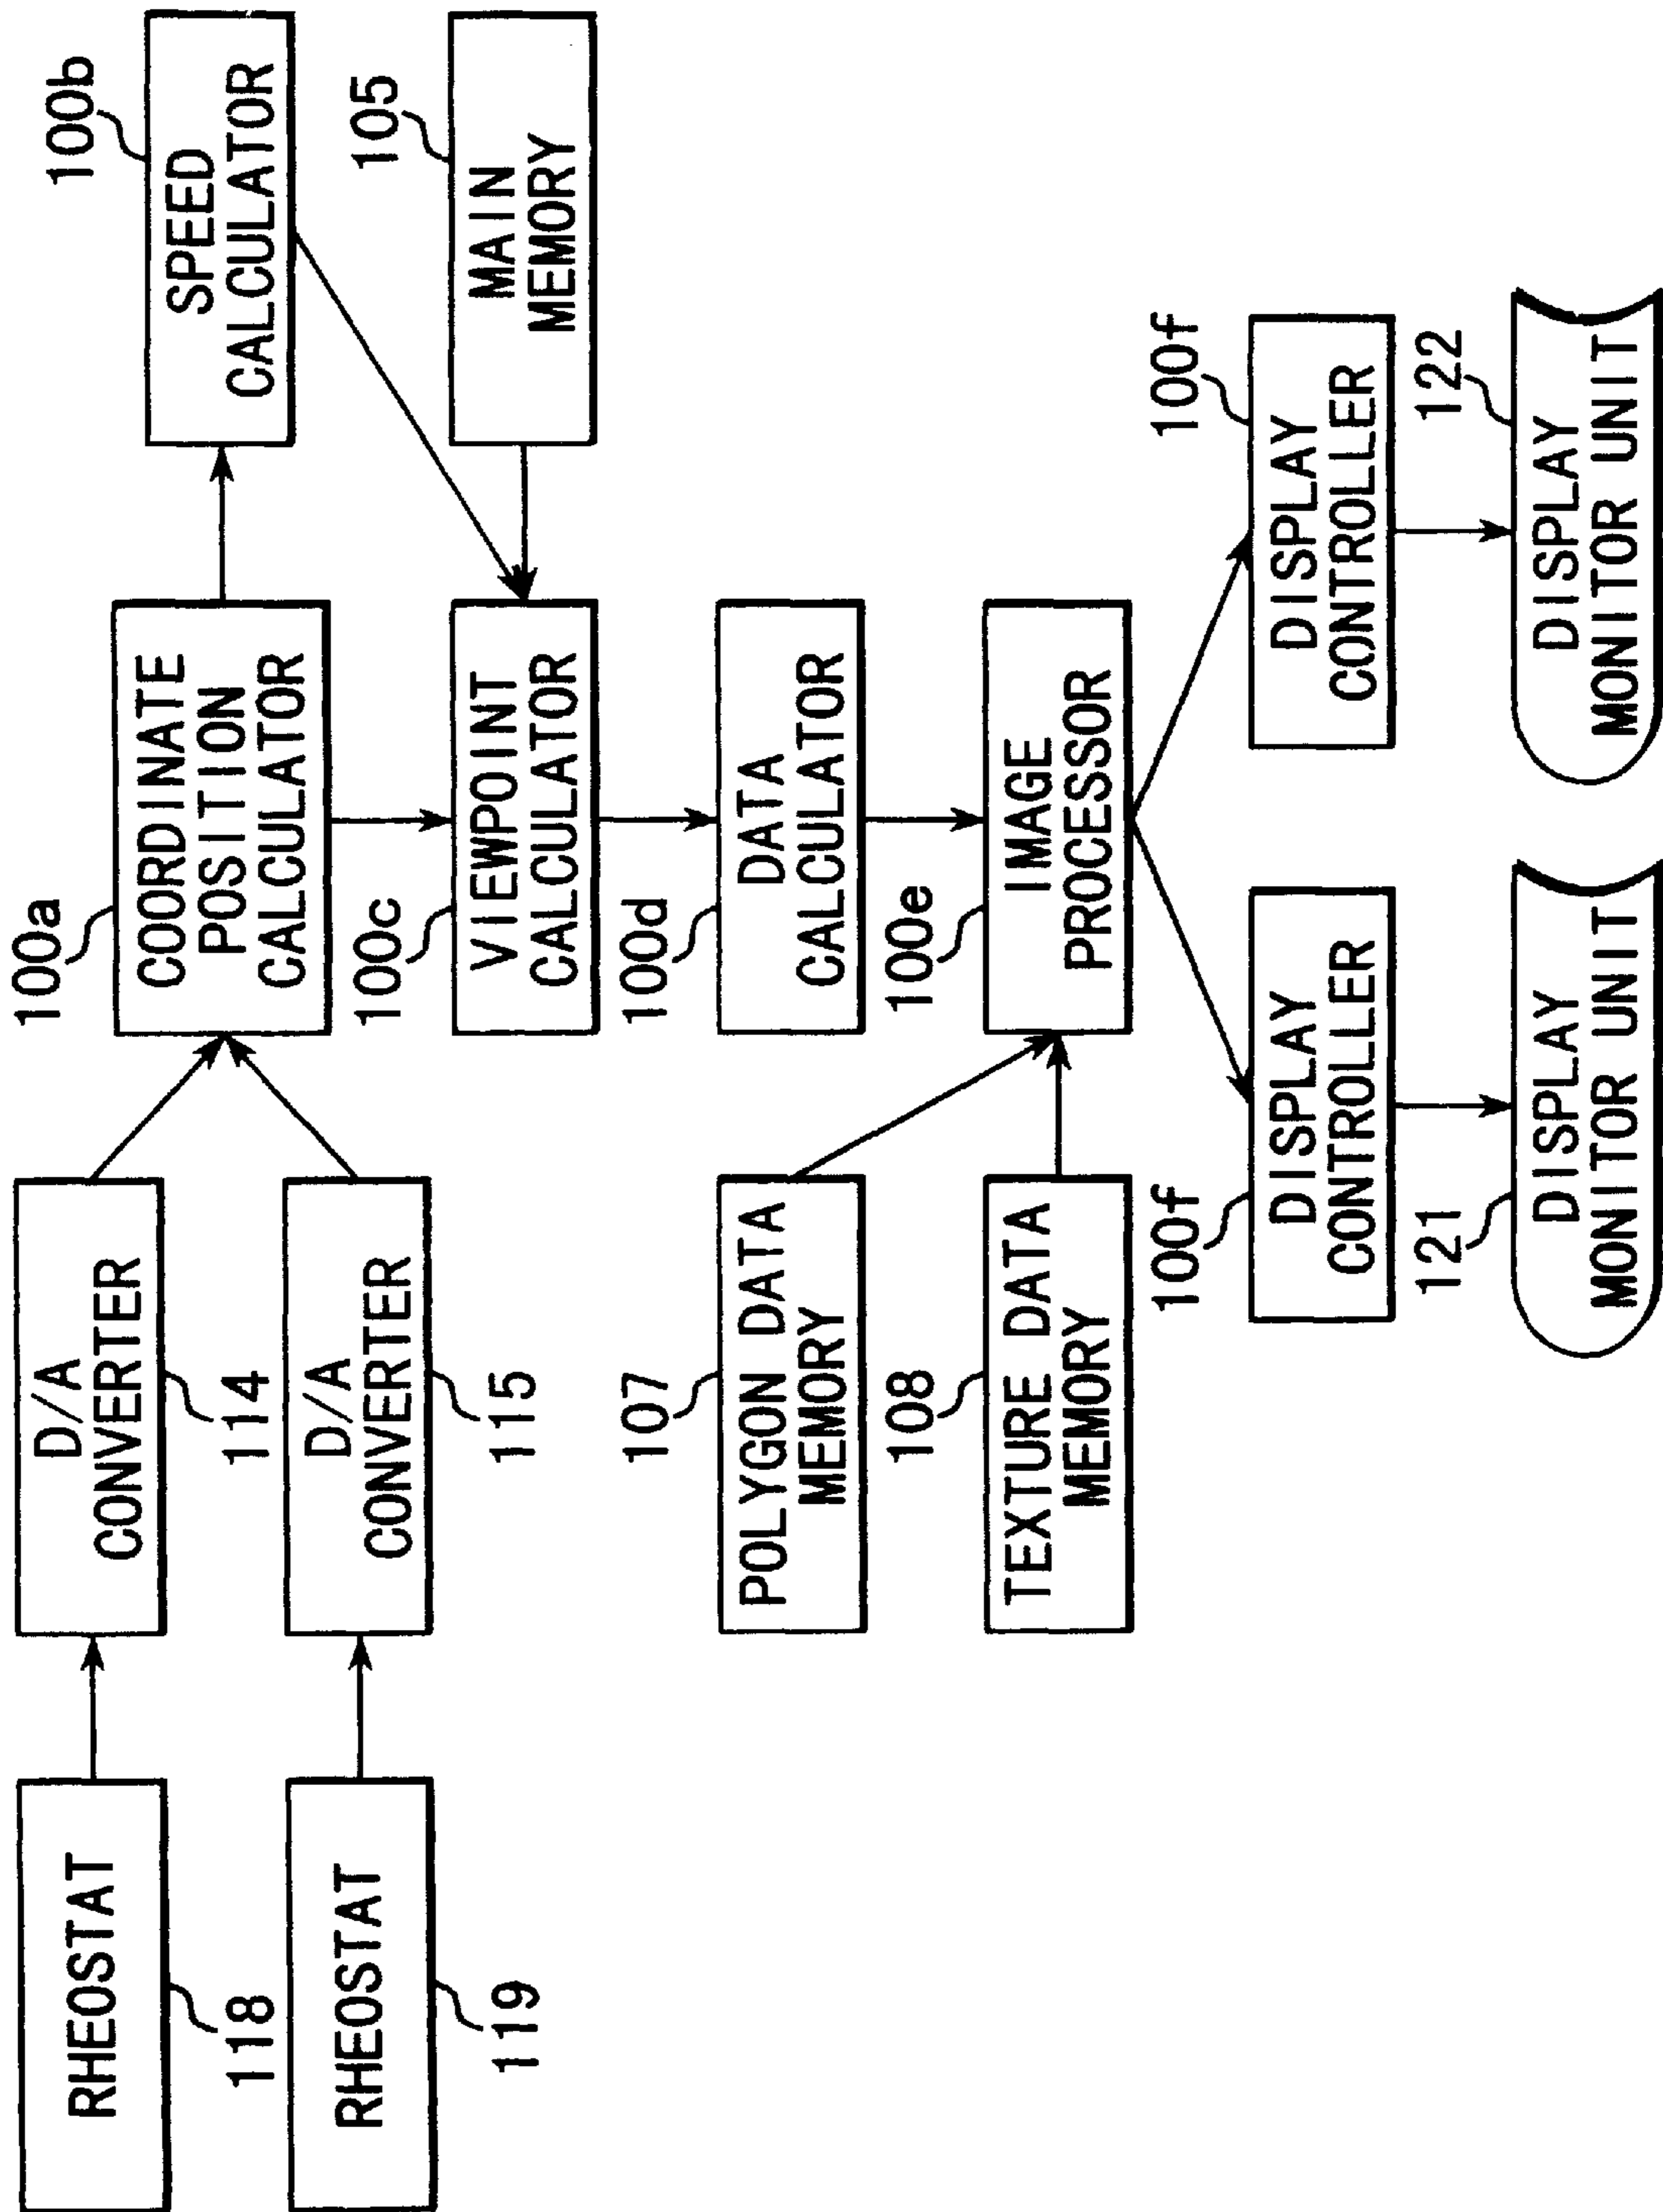 RHEOSTAT
118
RHEOSTAT
119
D/A
CONVERTER
114
D/A
CONVERTER
115
100a
COORDINATE
POSITION
CALCULATOR
100b
SPEED
CALCULATOR
105
MAIN
MEMORY
100c
VIEWPOINT
CALCULATOR
100d
DATA
CALCULATOR
107
POLYGON DATA
MEMORY
108
TEXTURE DATA
MEMORY
100e
IMAGE
PROCESSOR
100f
DISPLAY
CONTROLLER
100f
DISPLAY
CONTROLLER
121
DISPLAY
MONITOR UNIT
122
DISPLAY
MONITOR UNIT